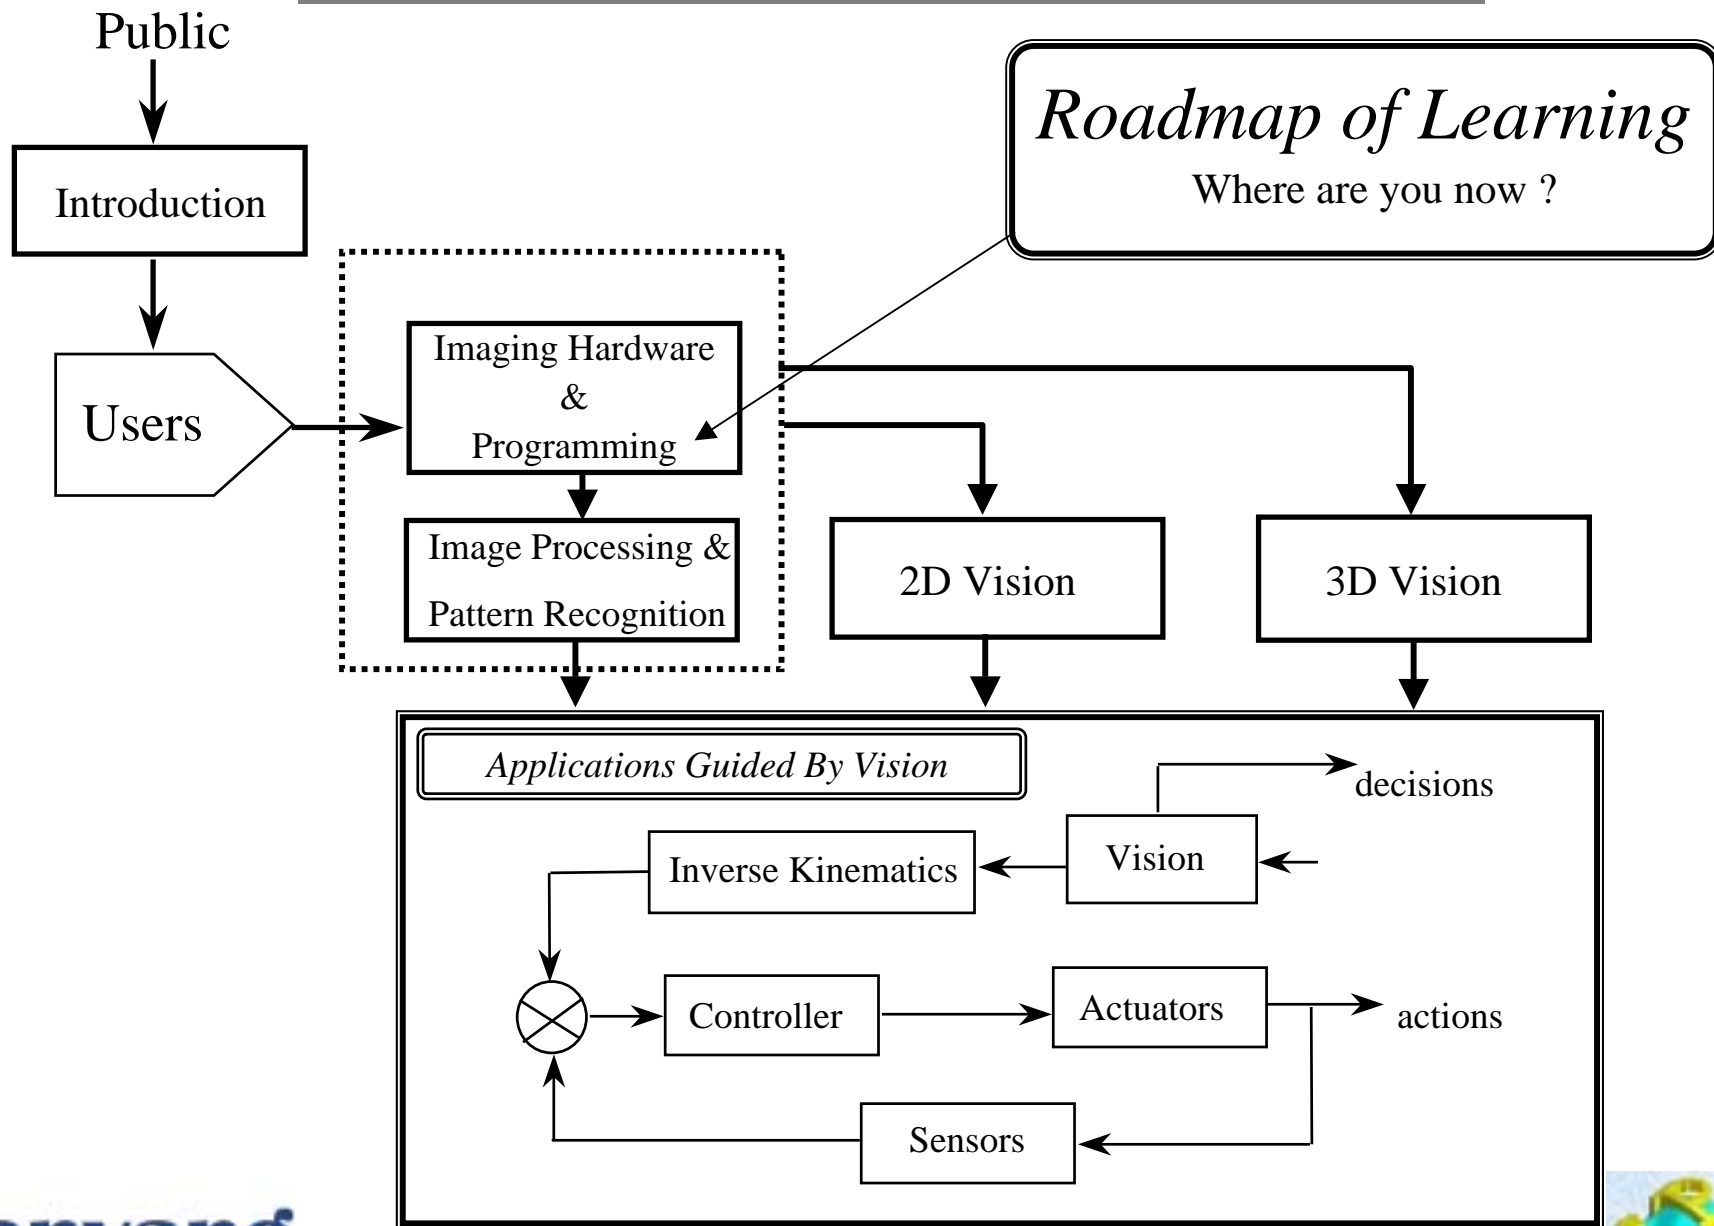 Public
Roadmap of Learning
Where are you now ?
Introduction
Users
Imaging Hardware
&
Programming
Image Processing &
Pattern Recognition
2D Vision
3D Vision
Applications Guided By Vision
decisions
Vision
Inverse Kinematics
Controller
Actuators
actions
Sensors